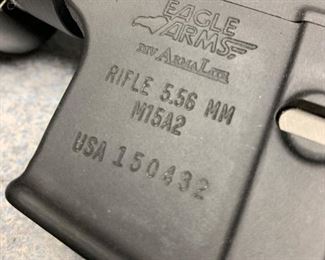 EAGLE
ARMS
DIV. ARMALITE
RIFLE 5.56 MM
M15A2
USA 150432